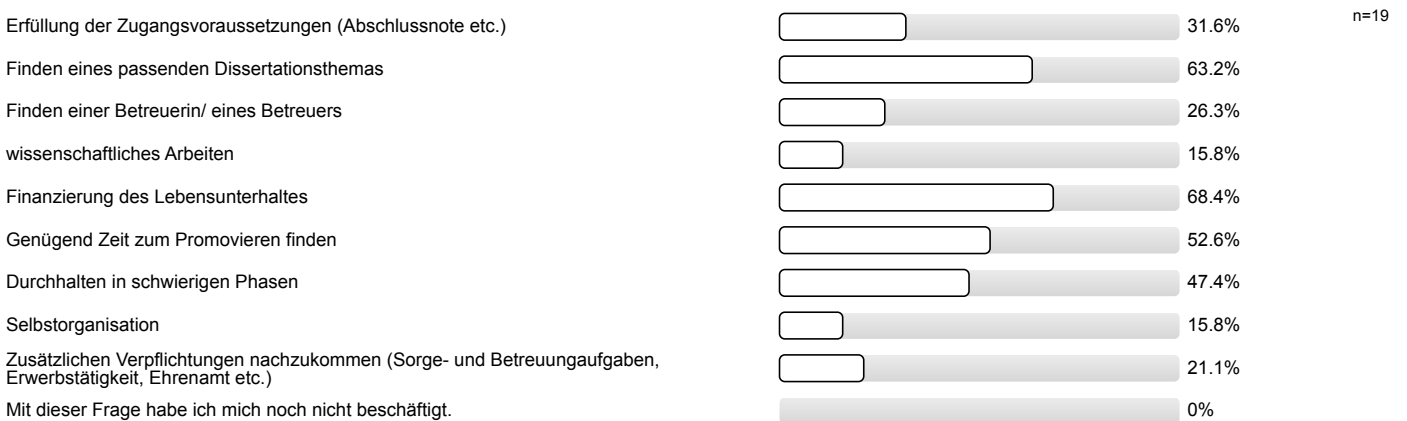 Erfüllung der Zugangsvoraussetzungen (Abschlussnote etc.) 31.6% n=19
Finden eines passenden Dissertationsthemas 63.2%
Finden einer Betreuerin/ eines Betreuers 26.3%
wissenschaftliches Arbeiten 15.8%
Finanzierung des Lebensunterhaltes 68.4%
Genügend Zeit zum Promovieren finden 52.6%
Durchhalten in schwierigen Phasen 47.4%
Selbstorganisation 15.8%
Zusätzlichen Verpflichtungen nachzukommen (Sorge- und Betreuungaufgaben,
Erwerbstätigkeit, Ehrenamt etc.) 21.1%
Mit dieser Frage habe ich mich noch nicht beschäftigt. 0%